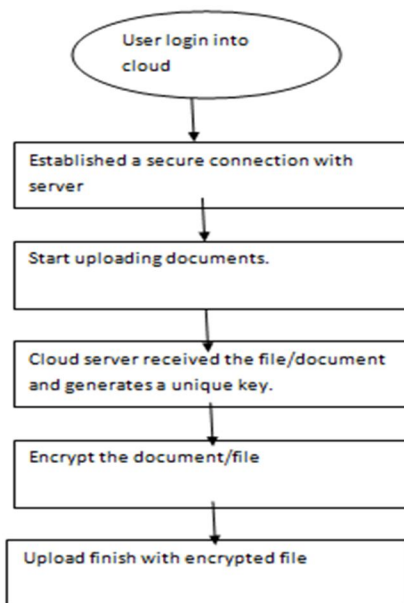 User login into
cloud
Established a secure connection with
server
Start uploading documents.
Cloud server received the file/document
and generates a unique key.
Encrypt the document/file
Upload finish with encrypted file